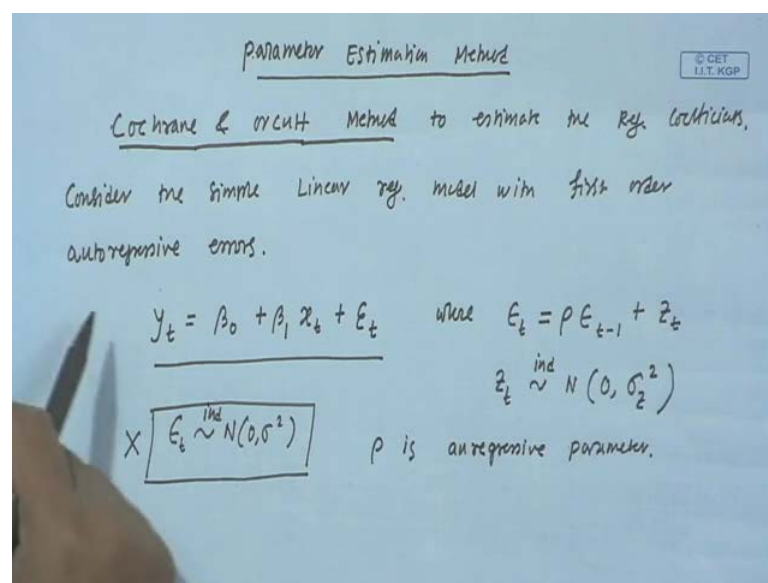 Parameter Estimation Method
© CET
I.I.T. KGP
Cochrane & orcutt Method to estimate the Reg. Coefficients.
Consider the Simple Linear reg. model with first order
autoregressive errors.
y_t = β_0 + β_1 x_t + ε_t where ε_t = ρ ε_{t-1} + z_t
z_t ind ~ N(0, σ_z^2)
X ε_t ind ~ N(0, σ^2) ρ is autregressive parameter.